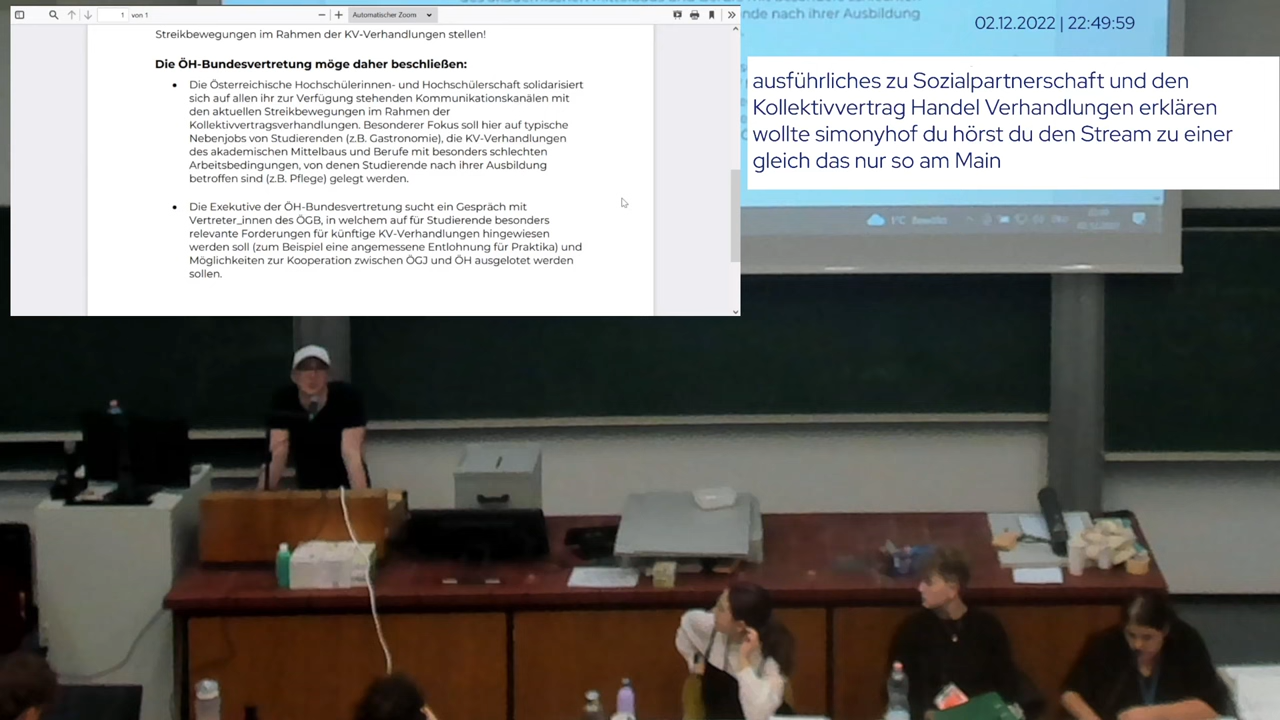 1 von 1
Automatischer Zoom
Streikbewegungen im Rahmen der KV-Verhandlungen stellen!
Die ÖH-Bundesvertretung möge daher beschließen:
• Die Österreichische Hochschülerinnen- und Hochschülerschaft solidarisiert
sich auf allen ihr zur Verfügung stehenden Kommunikationskanälen mit
den aktuellen Streikbewegungen im Rahmen der
Kollektivvertragsverhandlungen. Besonderer Fokus soll hier auf typische
Nebenjobs von Studierenden (z.B. Gastronomie), die KV-Verhandlungen
des akademischen Mittelbaus und Berufe mit besonders schlechten
Arbeitsbedingungen, von denen Studierende nach ihrer Ausbildung
betroffen sind (z.B. Pflege) gelegt werden.
• Die Exekutive der ÖH-Bundesvertretung sucht ein Gespräch mit
Vertreter_innen des ÖGB, in welchem auf für Studierende besonders
relevante Forderungen für künftige KV-Verhandlungen hingewiesen
werden soll (zum Beispiel eine angemessene Entlohnung für Praktika) und
Möglichkeiten zur Kooperation zwischen ÖGJ und ÖH ausgelotet werden
sollen.
nde nach ihrer Ausbildung
02.12.2022 | 22:49:59
ausführliches zu Sozialpartnerschaft und den
Kollektivvertrag Handel Verhandlungen erklären
wollte simonyhof du hörst du den Stream zu einer
gleich das nur so am Main
1°C